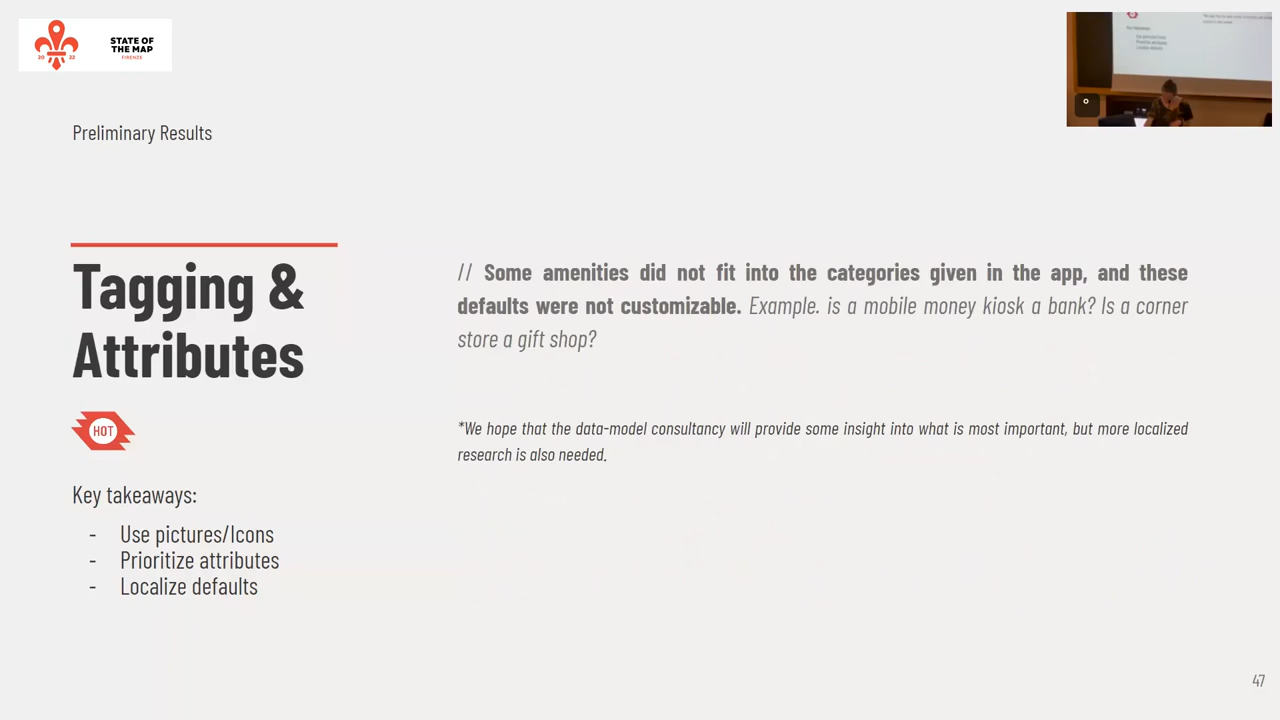 20 22
STATE OF
THE MAP
FIRENZE
Preliminary Results
Tagging &
Attributes
HOT
Key takeaways:
- Use pictures/Icons
- Prioritize attributes
- Localize defaults
// Some amenities did not fit into the categories given in the app, and these
defaults were not customizable. Example. is a mobile money kiosk a bank? Is a corner
store a gift shop?
*We hope that the data-model consultancy will provide some insight into what is most important, but more localized
research is also needed.
47